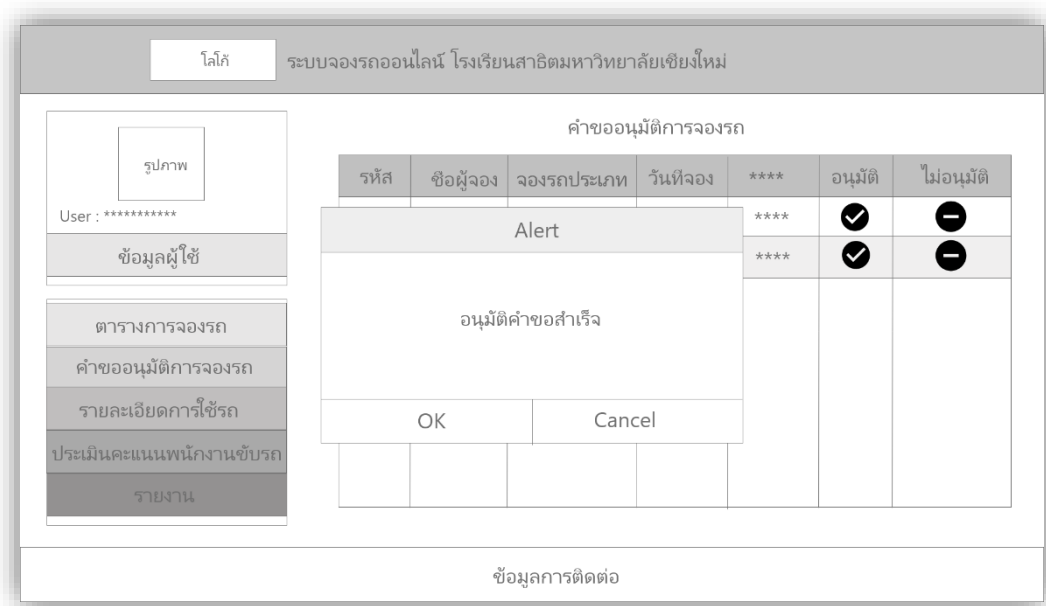 โลโก้
ระบบจองรถออนไลน์ โรงเรียนสาธิตมหาวิทยาลัยเชียงใหม่
รูปภาพ
User : ***********
ข้อมูลผู้ใช้
ตารางการจองรถ
คำขออนุมัติการจองรถ
รายละเอียดการใช้รถ
ประเมินคะแนนพนักงานขับรถ
รายงาน
คำขออนุมัติการจองรถ
รหัส ชื่อผู้จอง จองรถประเภท วันที่จอง **** อนุมัติ ไม่อนุมัติ
****
****
Alert
อนุมัติคำขอสำเร็จ
OK Cancel
ข้อมูลการติดต่อ